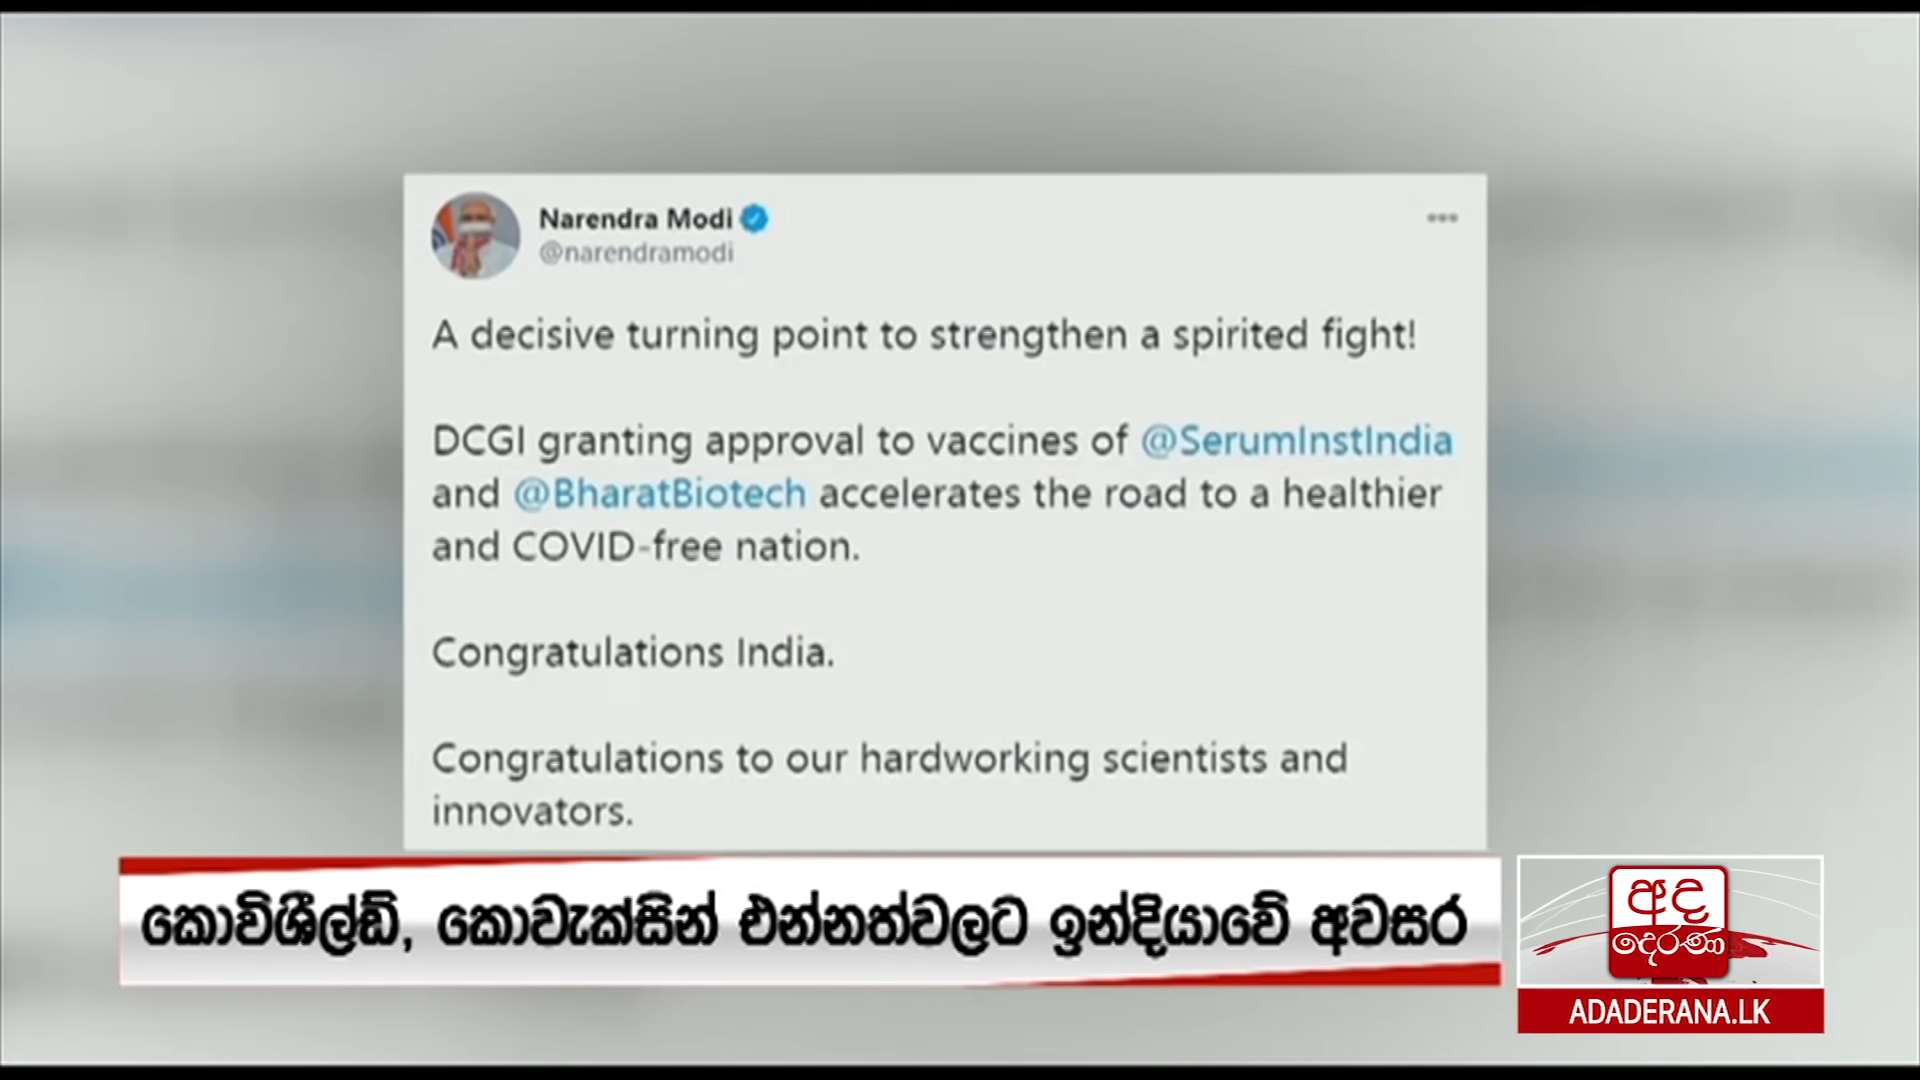 Narendra Modi
@narendramodi
A decisive turning point to strengthen a spirited fight!
DCGI granting approval to vaccines of @SerumInstIndia
and @BharatBiotech accelerates the road to a healthier
and COVID-free nation.
Congratulations India.
Congratulations to our hardworking scientists and
innovators.
කොවිශීල්ඩ්, කොවැක්සින් එන්නත්වලට ඉන්දියාවේ අවසර
අද
දෙරණ
ADADERANA.LK